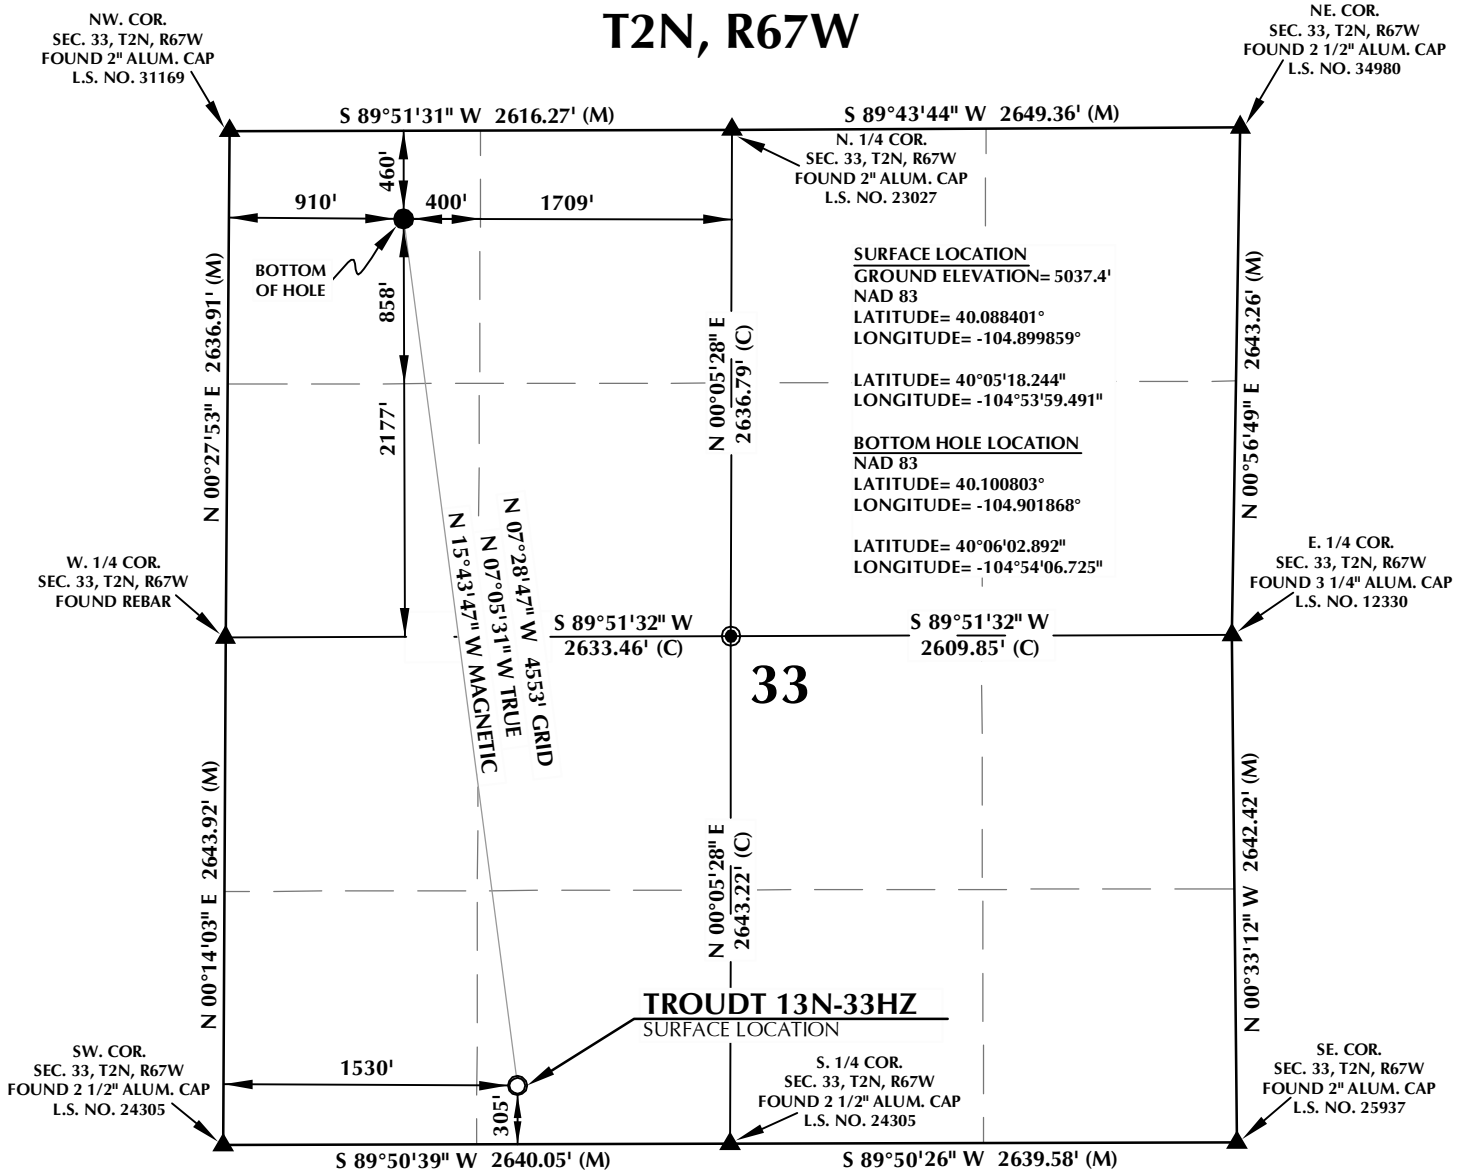 T2N, R67W
NW. COR.
SEC. 33, T2N, R67W
FOUND 2" ALUM. CAP
L.S. NO. 31169
NE. COR.
SEC. 33, T2N, R67W
FOUND 2 1/2" ALUM. CAP
L.S. NO. 34980
S 89°51'31" W 2616.27' (M)
S 89°43'44" W 2649.36' (M)
N. 1/4 COR.
SEC. 33, T2N, R67W
FOUND 2" ALUM. CAP
L.S. NO. 23027
460'
910'
400'
1709'
BOTTOM
OF HOLE
858'
2177'
N 00°27'53" E 2636.91' (M)
N 00°05'28" E
2636.79' (C)
SURFACE LOCATION
GROUND ELEVATION= 5037.4'
NAD 83
LATITUDE= 40.088401°
LONGITUDE= -104.899859°
LATITUDE= 40°05'18.244"
LONGITUDE= -104°53'59.491"
BOTTOM HOLE LOCATION
NAD 83
LATITUDE= 40.100803°
LONGITUDE= -104.901868°
LATITUDE= 40°06'02.892"
LONGITUDE= -104°54'06.725"
N 00°56'49" E 2643.26' (M)
W. 1/4 COR.
SEC. 33, T2N, R67W
FOUND REBAR
E. 1/4 COR.
SEC. 33, T2N, R67W
FOUND 3 1/4" ALUM. CAP
L.S. NO. 12330
N 07°28'47" W 4553' GRID
N 07°05'31" W TRUE
N 15°43'47" W MAGNETIC
S 89°51'32" W
2633.46' (C)
S 89°51'32" W
2609.85' (C)
33
N 00°14'03" E 2643.92' (M)
N 00°05'28" E
2643.22' (C)
N 00°33'12" W 2642.42' (M)
TROUDT 13N-33HZ
SURFACE LOCATION
1530'
305'
SW. COR.
SEC. 33, T2N, R67W
FOUND 2 1/2" ALUM. CAP
L.S. NO. 24305
S. 1/4 COR.
SEC. 33, T2N, R67W
FOUND 2 1/2" ALUM. CAP
L.S. NO. 24305
SE. COR.
SEC. 33, T2N, R67W
FOUND 2" ALUM. CAP
L.S. NO. 25937
S 89°50'39" W 2640.05' (M)
S 89°50'26" W 2639.58' (M)